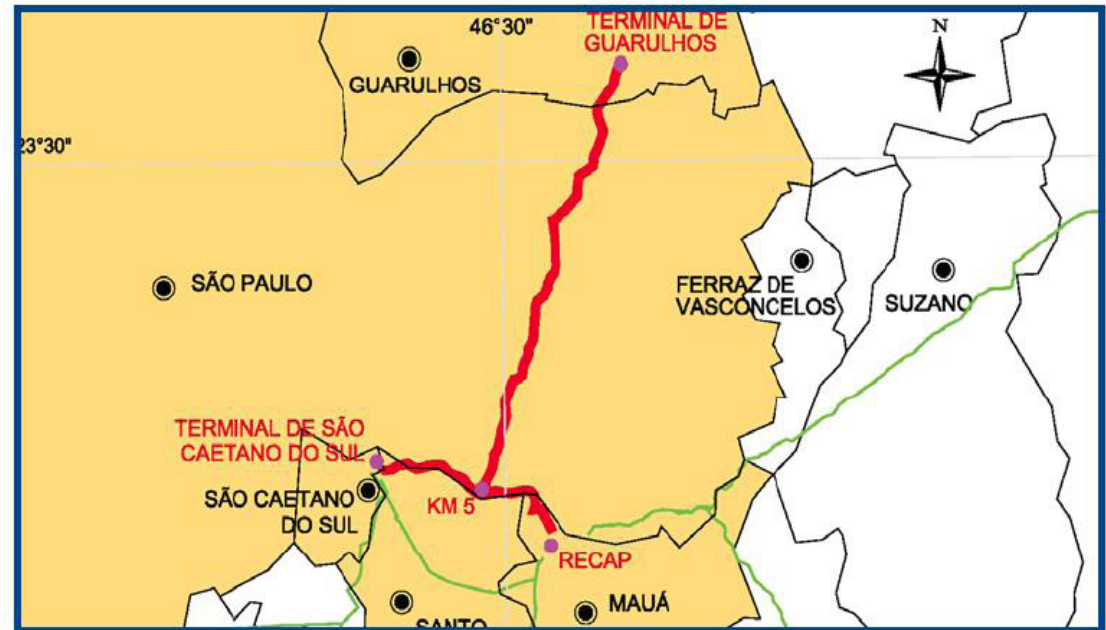 46°30"
TERMINAL DE
GUARULHOS
N
GUARULHOS
23°30"
SÃO PAULO
FERRAZ DE
VASCONCELOS
SUZANO
TERMINAL DE SÃO
CAETANO DO SUL
SÃO CAETANO
DO SUL
KM 5
RECAP
MAUÁ
SANTO